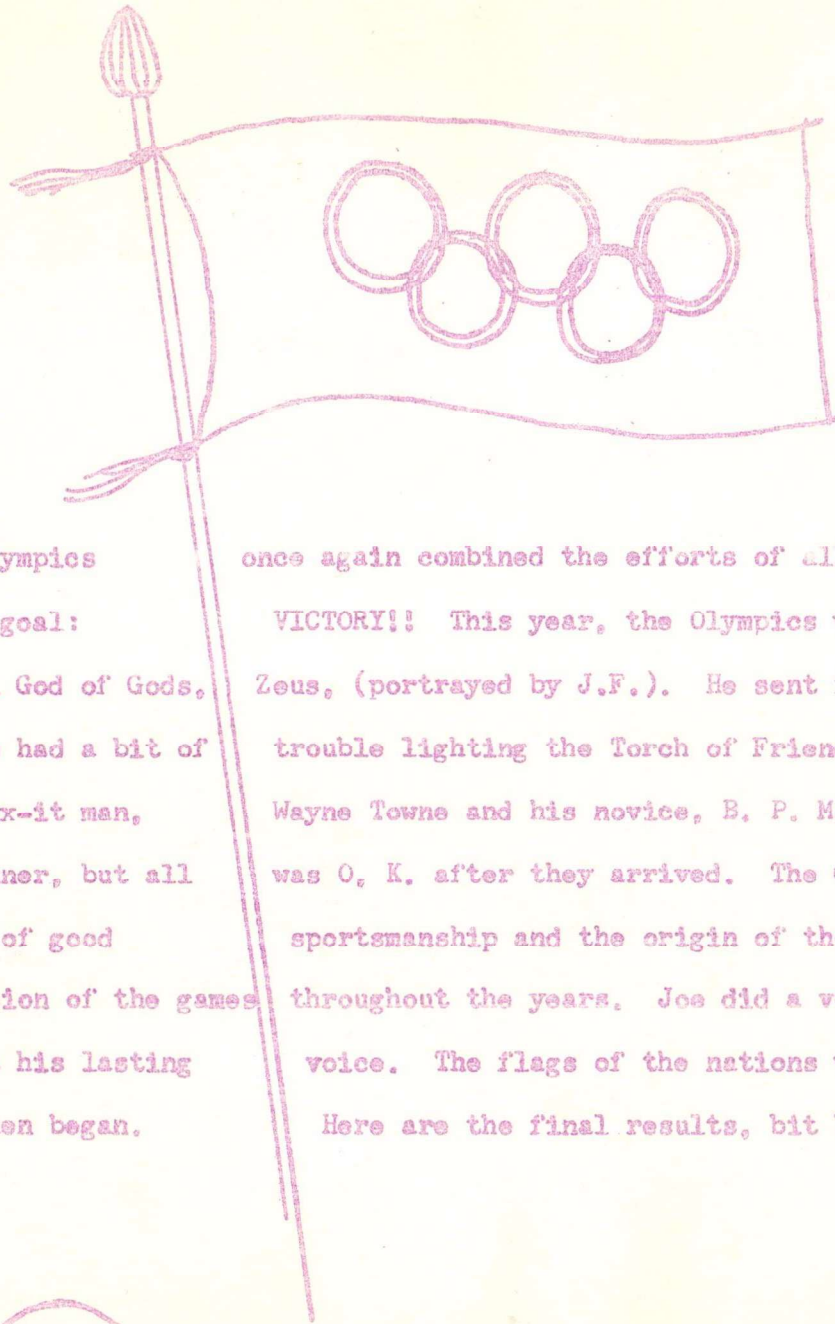 ympics once again combined the efforts of al
goal: VICTORY!! This year, the Olympics
God of Gods, Zeus, (portrayed by J.F.). He sent
had a bit of trouble lighting the Torch of Frien
x-it man, Wayne Towne and his novice, B. P. M
ner, but all was O. K. after they arrived. The
of good sportsmanship and the origin of th
ion of the games throughout the years. Joe did a v
his lasting voice. The flags of the nations
en began. Here are the final results, bit